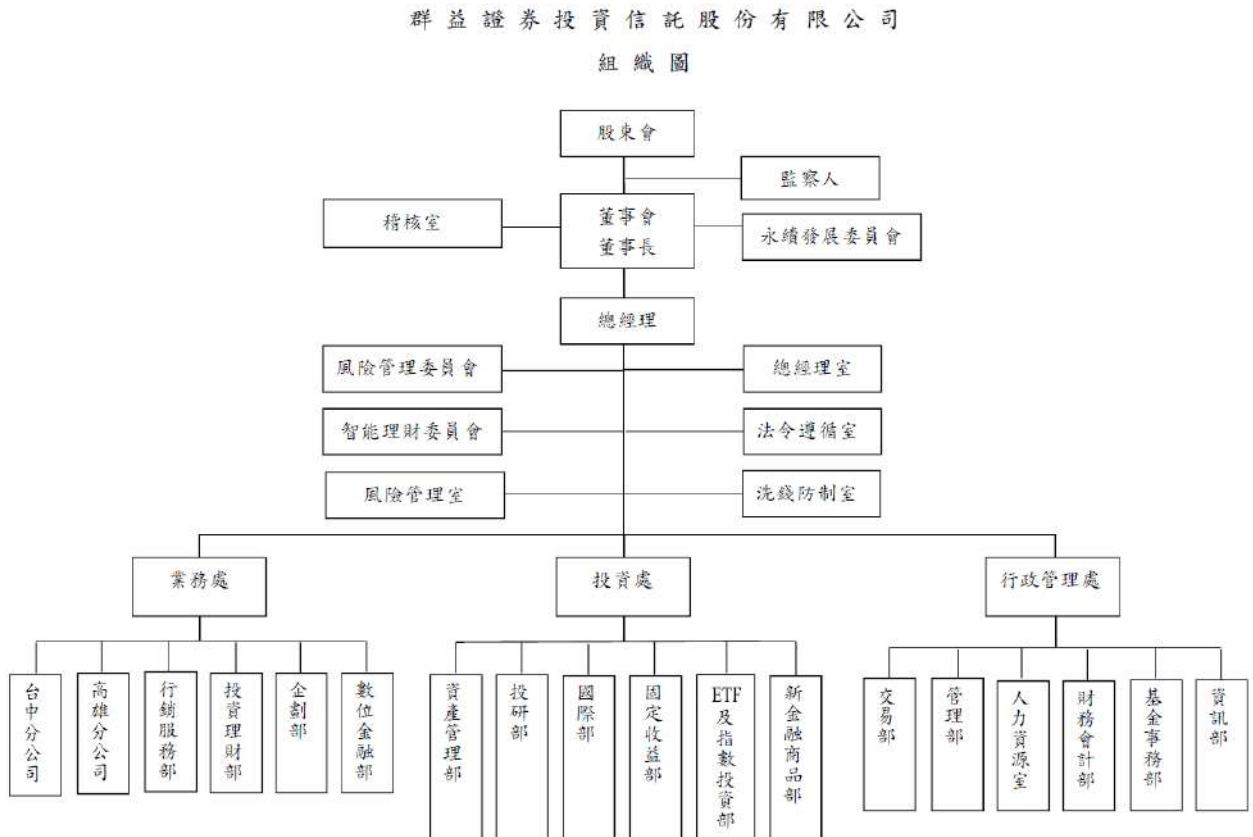 群益證券投資信託股份有限公司
組織圖
股東會
監察人
稽核室
董事會
董事長
永續發展委員會
總經理
風險管理委員會
總經理室
智能理財委員會
法令遵循室
風險管理室
洗錢防制室
業務處
投資處
行政管理處
台中分公司
高雄分公司
行銷服務部
投資理財部
企劃部
數位金融部
資產管理部
投研部
國際部
固定收益部
ETF及指數投資部
新金融商品部
交易部
管理部
人力資源室
財務會計部
基金事務部
資訊部